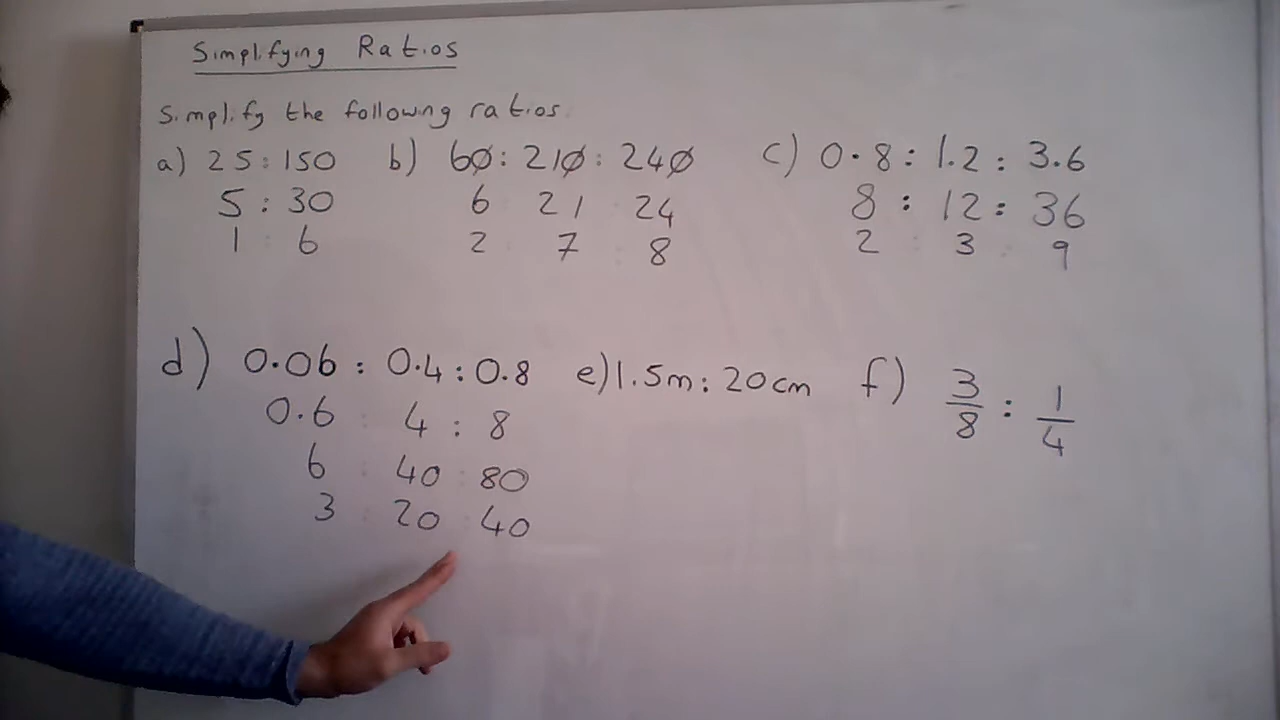 Simplifying Ratios
Simplify the following ratios.
a) 25 : 150 b) 60 : 210 : 240 c) 0.8 : 1.2 : 3.6
5 : 30 6 21 24 8 : 12 : 36
1 : 6 2 : 7 : 8 2 : 3 : 9
d) 0.06 : 0.4 : 0.8 e) 1.5m : 20cm f) 3/8 : 1/4
0.6 : 4 : 8
6 : 40 : 80
3 : 20 : 40